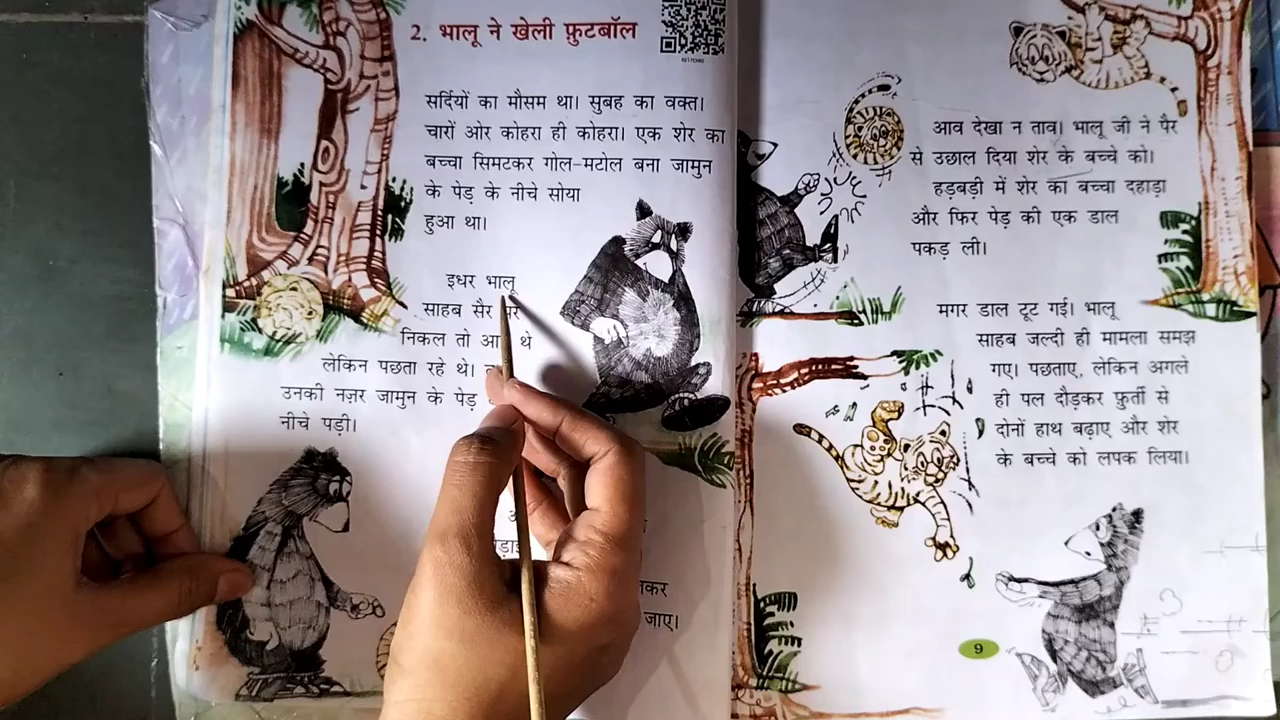 2. भालू ने खेली फ़ुटबॉल
सर्दियों का मौसम था। सुबह का वक्त।
चारों ओर कोहरा ही कोहरा। एक शेर का
बच्चा सिमटकर गोल-मटोल बना जामुन
के पेड़ के नीचे सोया
हुआ था।
इधर भालू
साहब सैर
निकल तो थे
लेकिन पछता रहे थे।
उनकी नज़र जामुन के पेड़
नीचे पड़ी।
जाए।
आव देखा न ताव। भालू जी ने पैर
से उछाल दिया शेर के बच्चे को।
हड़बड़ी में शेर का बच्चा दहाड़ा
और फिर पेड़ की एक डाल
पकड़ ली।
मगर डाल टूट गई। भालू
साहब जल्दी ही मामला समझ
गए। पछताए, लेकिन अगले
ही पल दौड़कर फ़ुर्ती से
दोनों हाथ बढ़ाए और शेर
के बच्चे को लपक लिया।
9